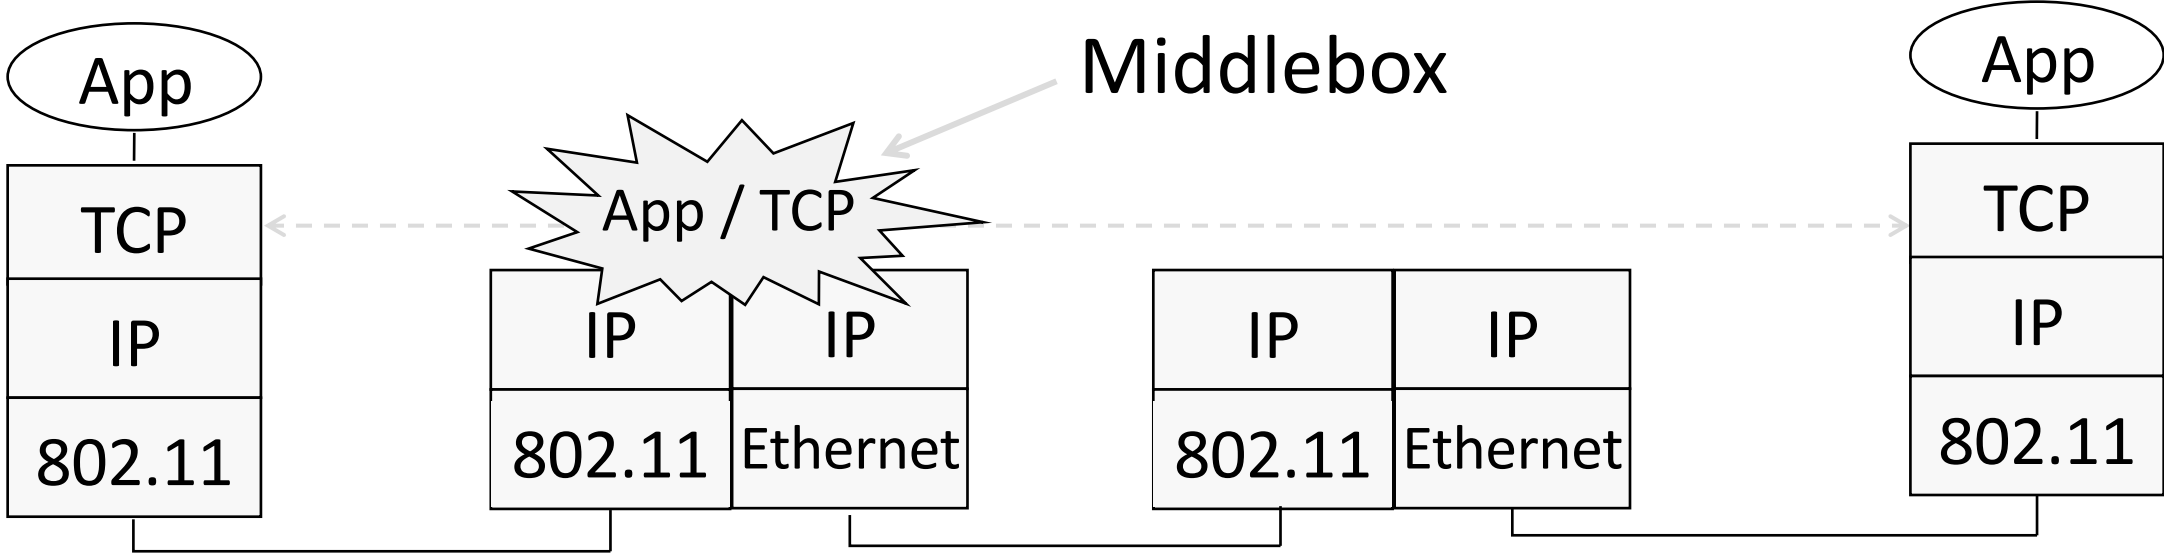 Middlebox
App
TCP
IP
802.11
App / TCP
IP
IP
802.11
Ethernet
IP
IP
802.11
Ethernet
App
TCP
IP
802.11